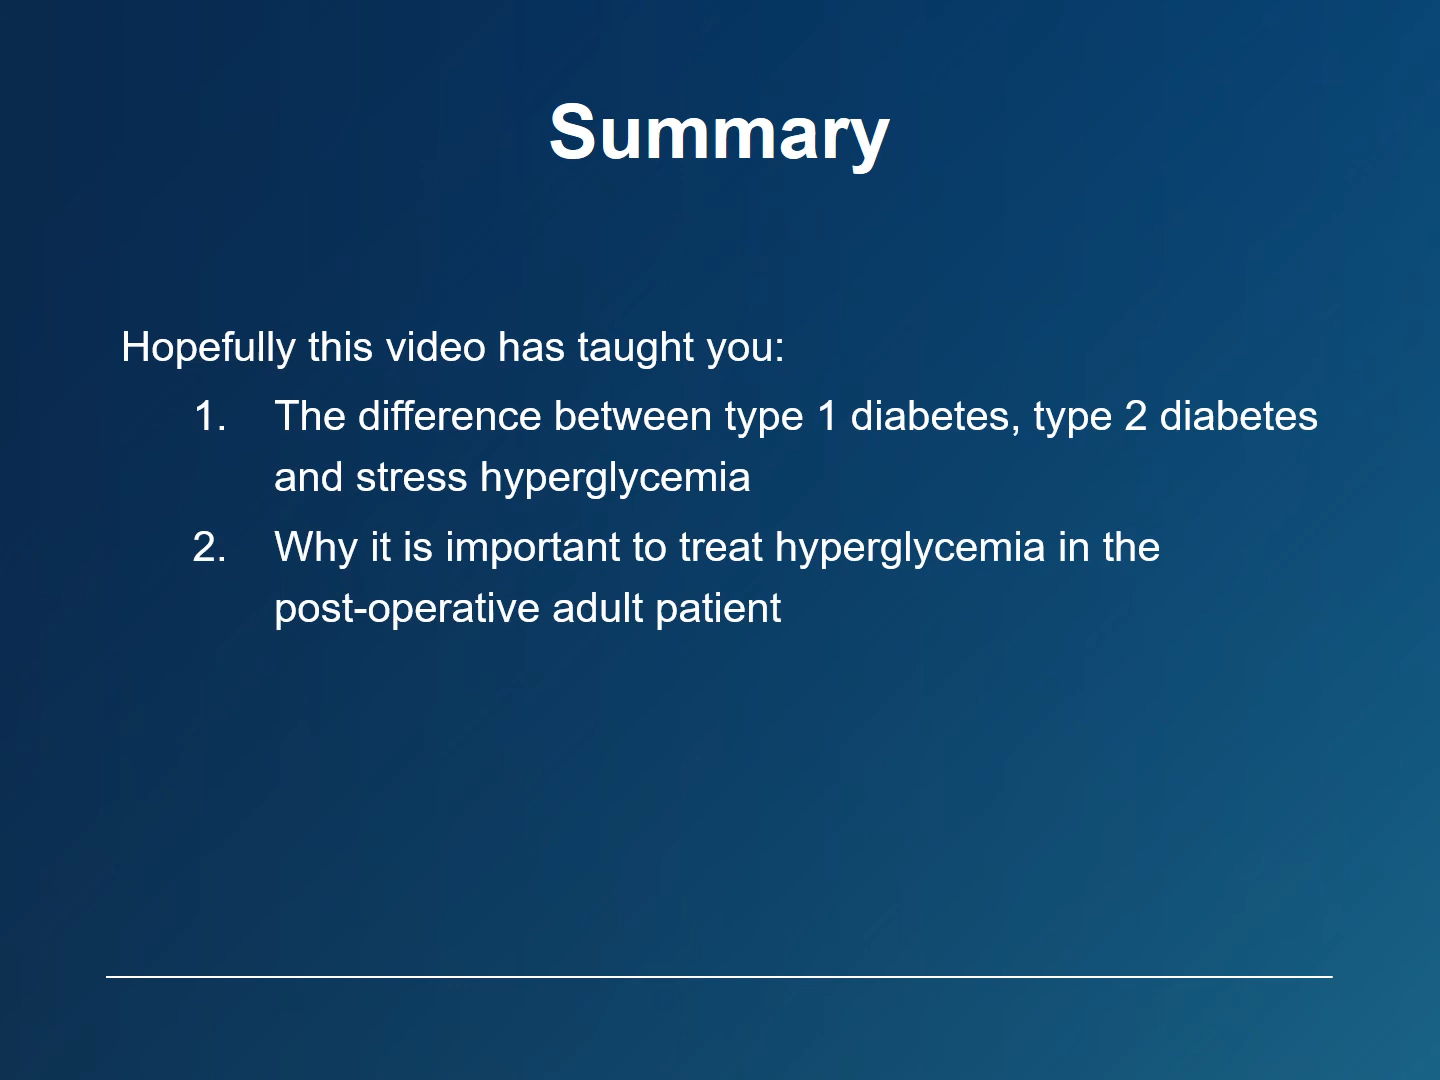 Summary
Hopefully this video has taught you:
1. The difference between type 1 diabetes, type 2 diabetes
and stress hyperglycemia
2. Why it is important to treat hyperglycemia in the
post-operative adult patient